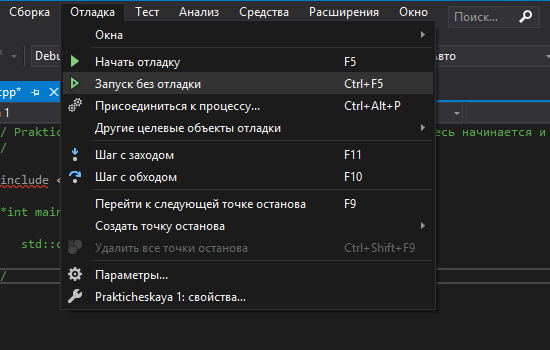 Сборка Отладка Тест Анализ Средства Расширения Окно Поиск...
Окна
Debu Авто
Начать отладку F5
cpp* Запуск без отладки Ctrl+F5
а 1 Присоединиться к процессу... Ctrl+Alt+P
/ Praktic Другие целевые объекты отладки есь начинается и
/
Шаг с заходом F11
include < Шаг с обходом F10
*int main Перейти к следующей точке останова F9
Создать точку останова
std::c Удалить все точки останова Ctrl+Shift+F9
/ Параметры...
Prakticheskaya 1: свойства...